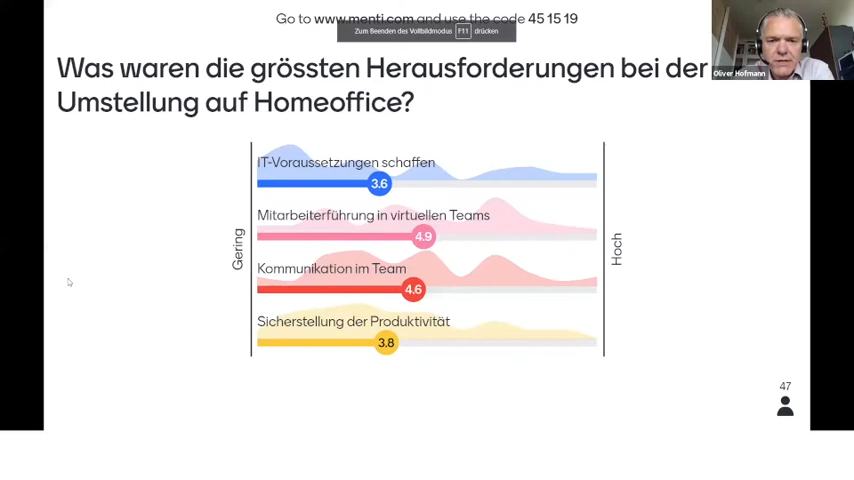 Go to www.menti.com and use the code 45 15 19
Zum Beenden des Vollbildmodus F11 drücken
Oliver Hofmann
Was waren die grössten Herausforderungen bei der
Umstellung auf Homeoffice?
Gering
IT-Voraussetzungen schaffen
3.6
Mitarbeiterführung in virtuellen Teams
4.9
Kommunikation im Team
4.6
Sicherstellung der Produktivität
3.8
Hoch
47